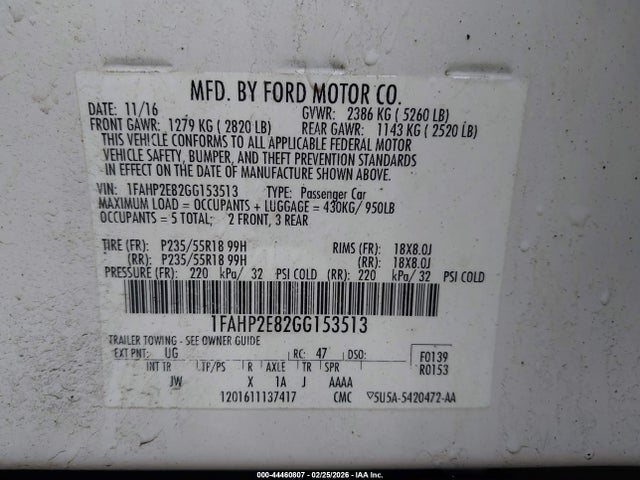 MFD. BY FORD MOTOR CO.
DATE: 11/16 GVWR: 2386 KG ( 5260 LB)
FRONT GAWR: 1279 KG ( 2820 LB) REAR GAWR: 1143 KG ( 2520 LB)
THIS VEHICLE CONFORMS TO ALL APPLICABLE FEDERAL MOTOR
VEHICLE SAFETY, BUMPER, AND THEFT PREVENTION STANDARDS
IN EFFECT ON THE DATE OF MANUFACTURE SHOWN ABOVE.
VIN: 1FAHP2E82GG153513 TYPE: Passenger Car
MAXIMUM LOAD = OCCUPANTS + LUGGAGE = 430KG/ 950LB
OCCUPANTS = 5 TOTAL; 2 FRONT, 3 REAR
TIRE (FR): P235/55R18 99H RIMS (FR): 18X8.0J
(RR): P235/55R18 99H (RR): 18X8.0J
PRESSURE (FR): 220 kPa/ 32 PSI COLD (RR): 220 kPa/ 32 PSI COLD
1FAHP2E82GG153513
TRAILER TOWING - SEE OWNER GUIDE
EXT PNT: UG RC: 47 DSO: F0139
R0153
INT TR TP/PS R AXLE TR SPR
JW X 1A J AAAA
1201611137417 CMC 5U5A-5420472-AA
000-44460807 - 02/25/2026 - IAAI Inc.